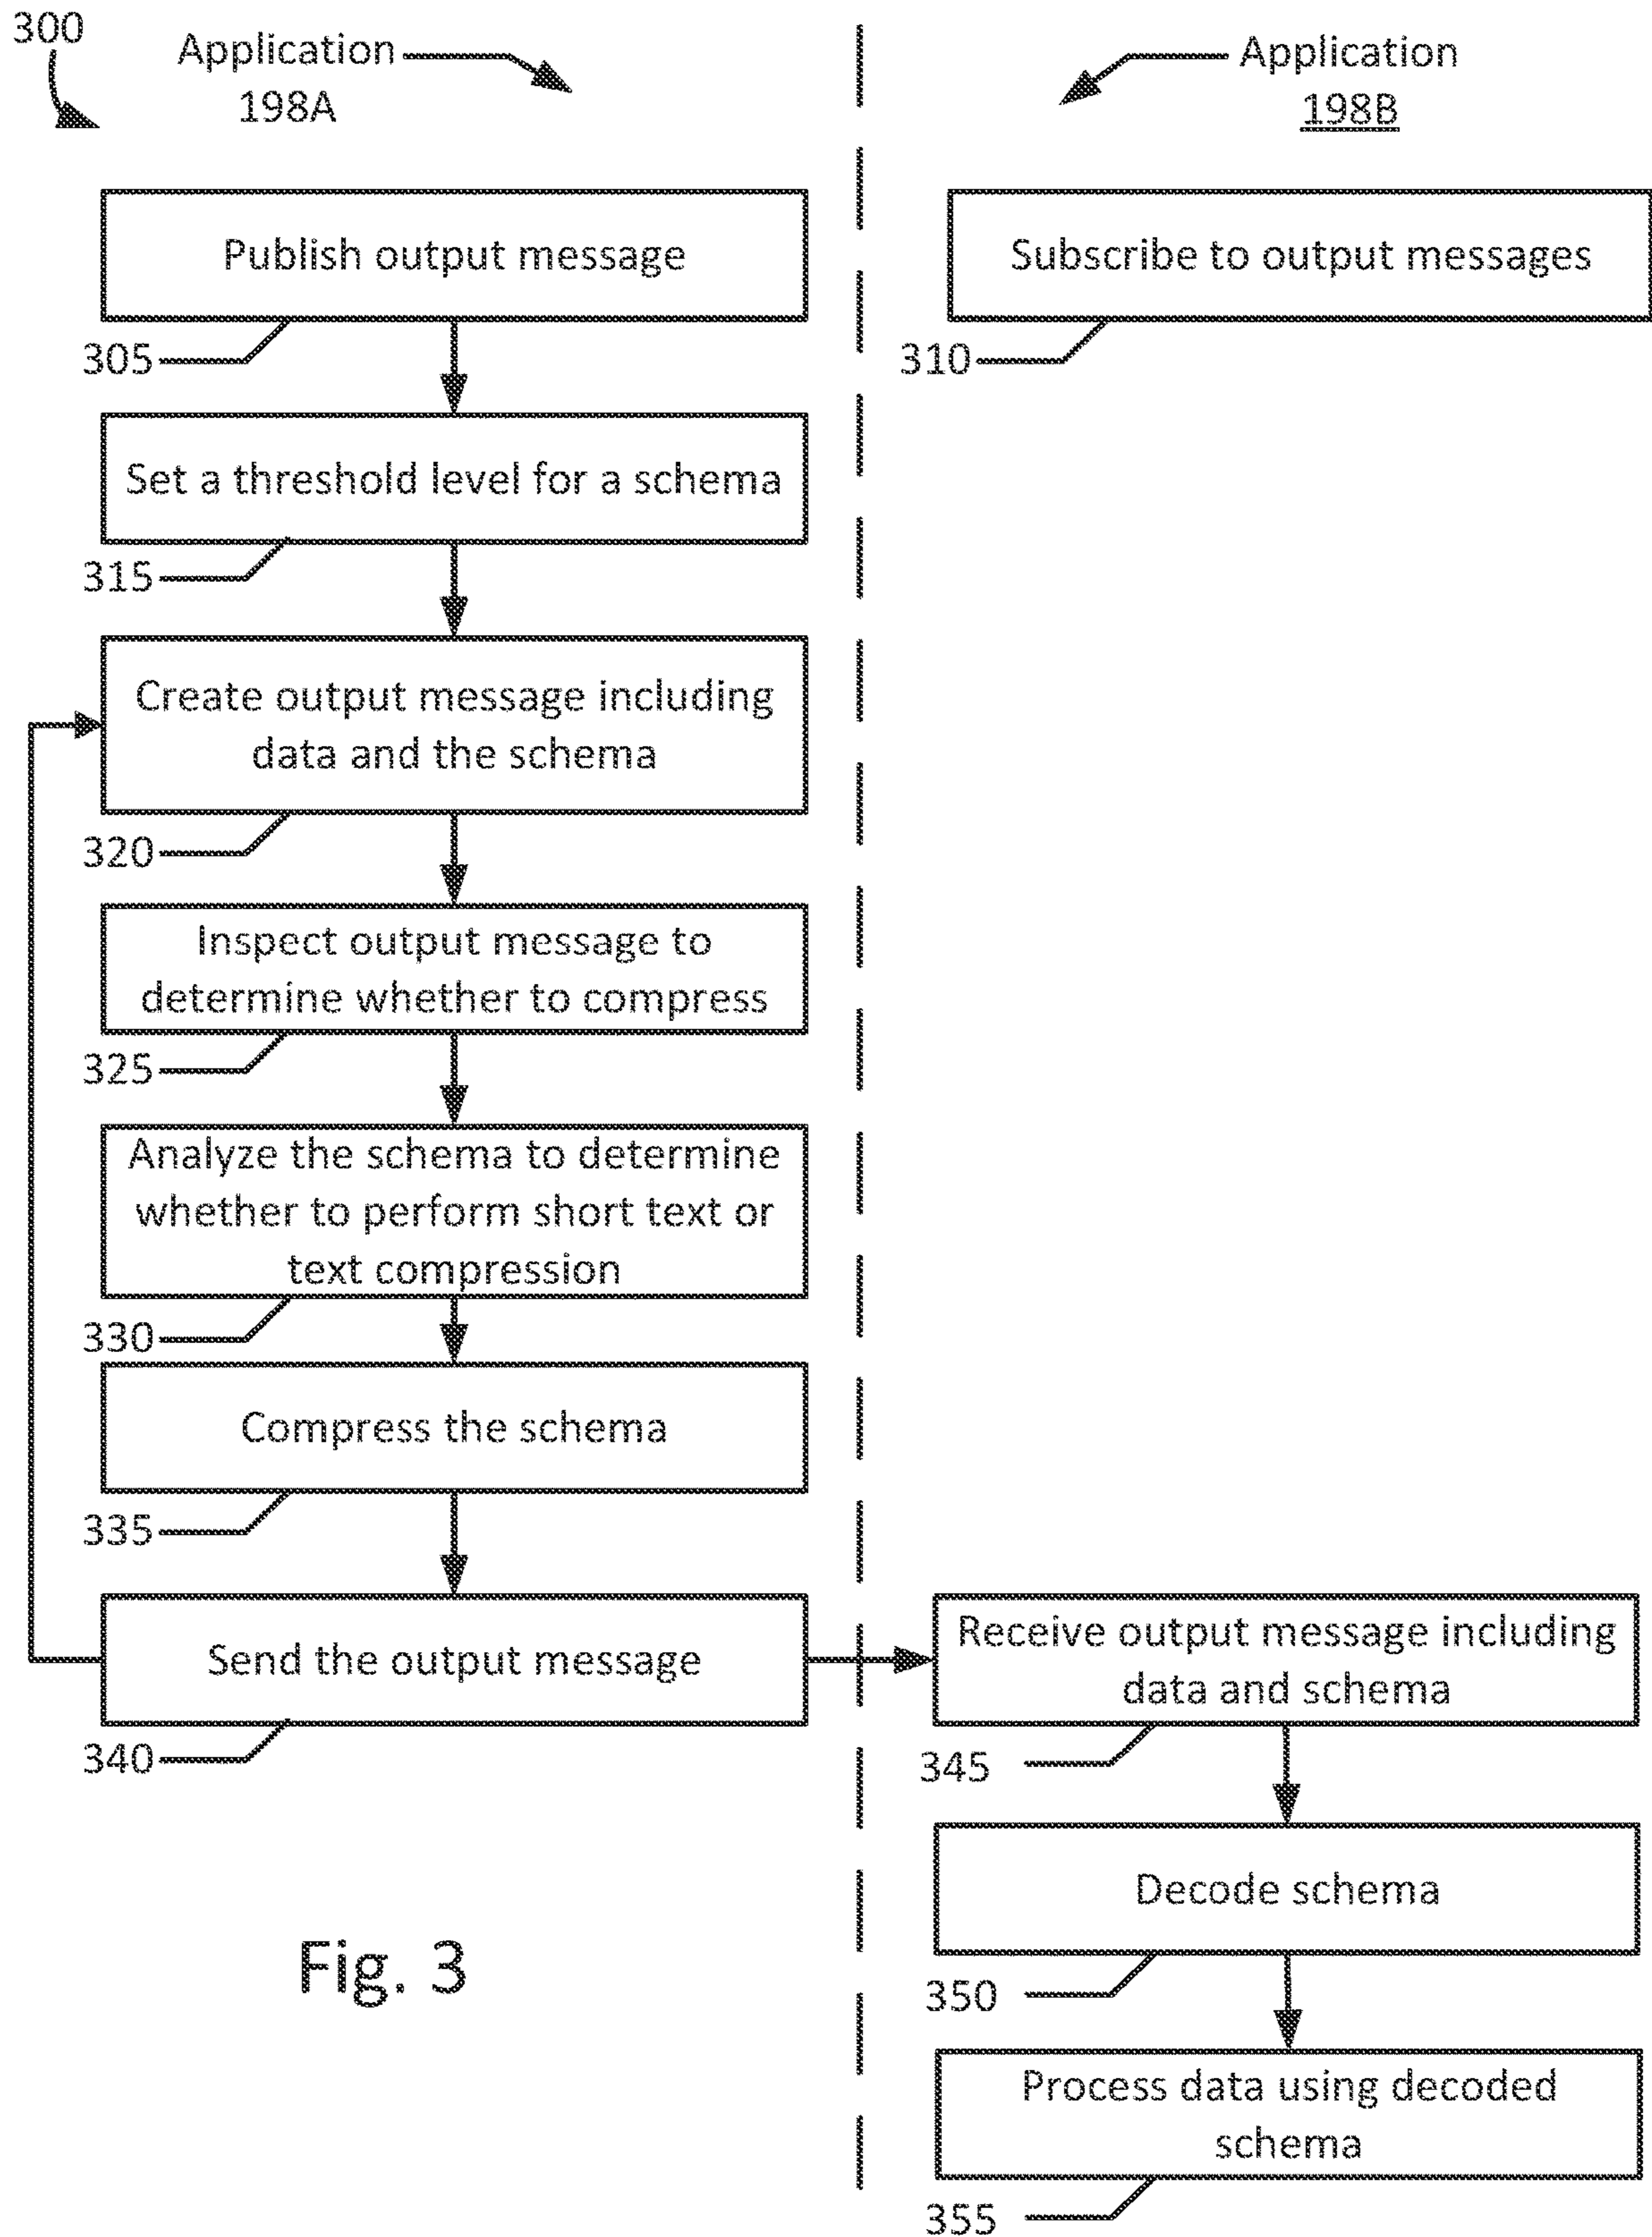 300
Application
198A
Application
198B
Publish output message
305
Subscribe to output messages
310
Set a threshold level for a schema
315
Create output message including
data and the schema
320
Inspect output message to
determine whether to compress
325
Analyze the schema to determine
whether to perform short text or
text compression
330
Compress the schema
335
Send the output message
340
Receive output message including
data and schema
345
Decode schema
350
Process data using decoded
schema
355
Fig. 3